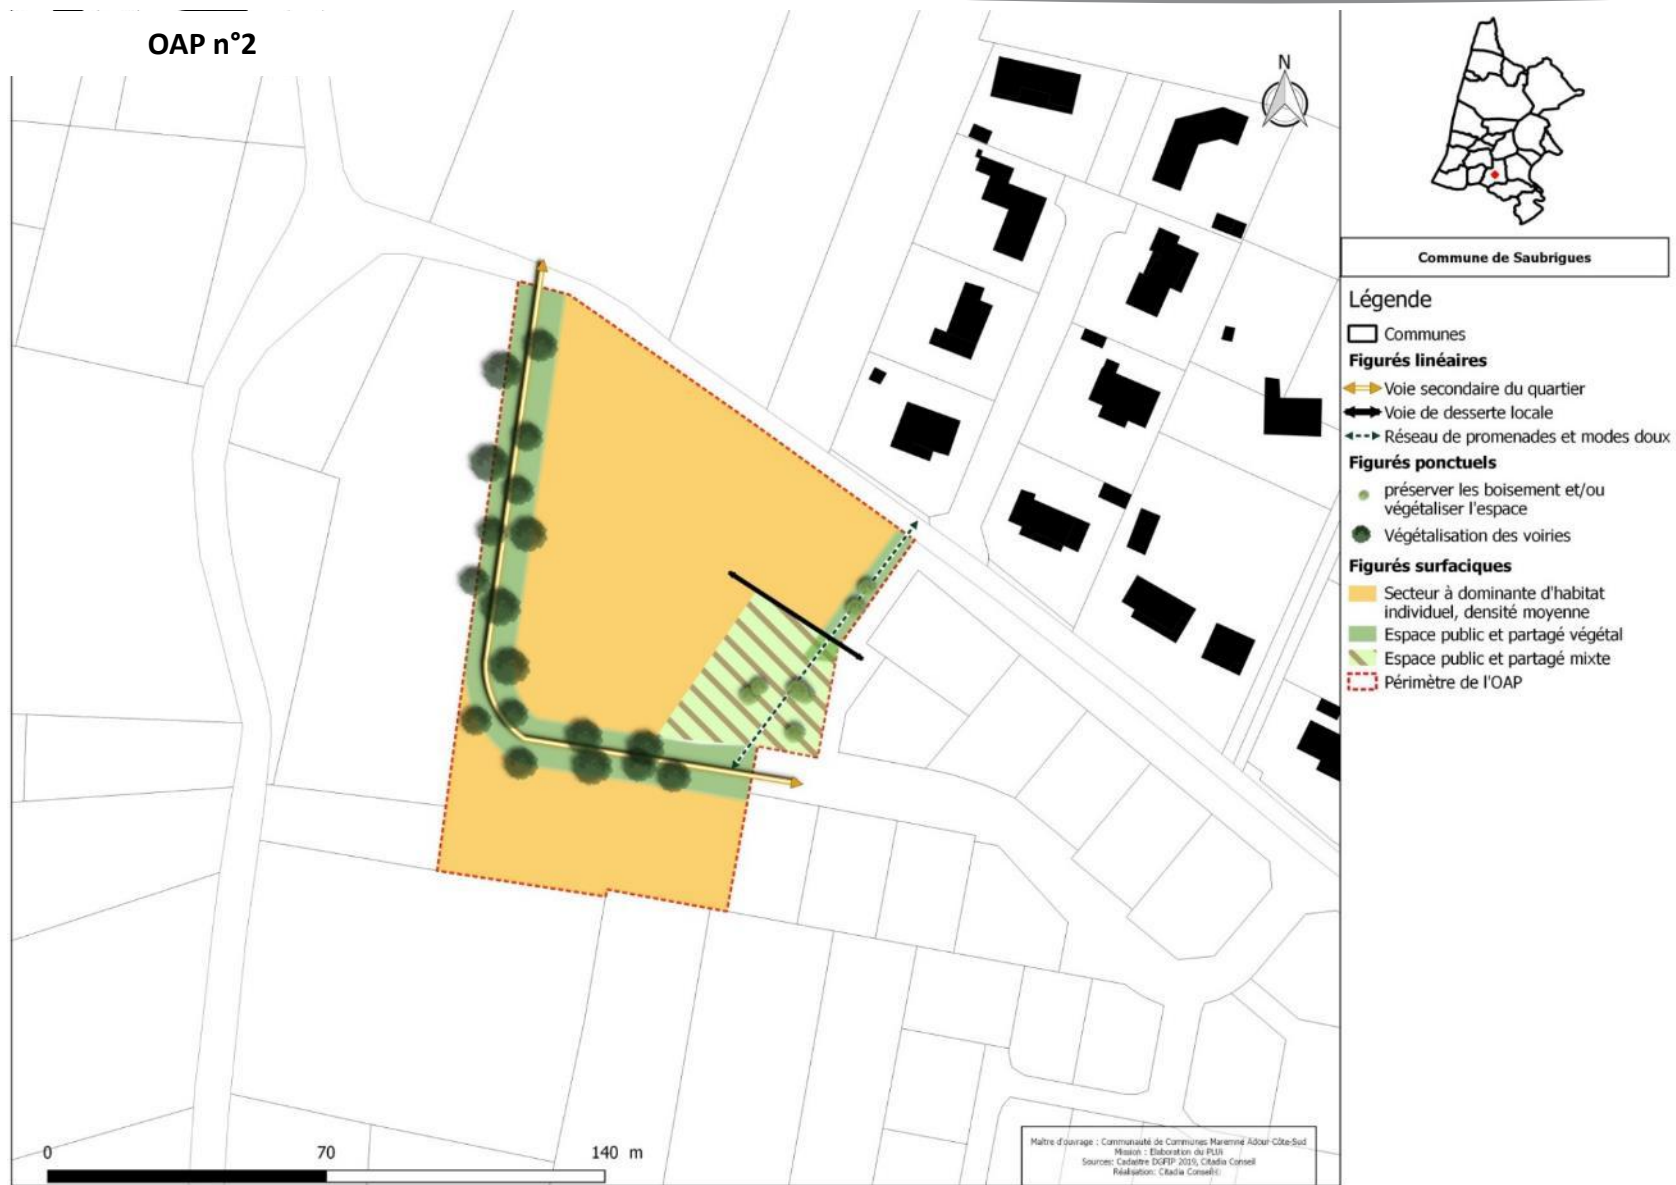 OAP n°2
N
Commune de Saubrigues
Légende
Communes
Figurés linéaires
Voie secondaire du quartier
Voie de desserte locale
Réseau de promenades et modes doux
Figurés ponctuels
préserver les boisement et/ou
végétaliser l'espace
Végétalisation des voiries
Figurés surfaciques
Secteur à dominante d'habitat
individuel, densité moyenne
Espace public et partagé végétal
Espace public et partagé mixte
Périmètre de l'OAP
0 70 140 m
Maître d'ouvrage : Communauté de Communes Maremne Adour Côte-Sud
Mission : Elaboration du PLUi
Sources: Cadastre DGFIP 2019, Citadia Conseil
Réalisation: Citadia Conseil©